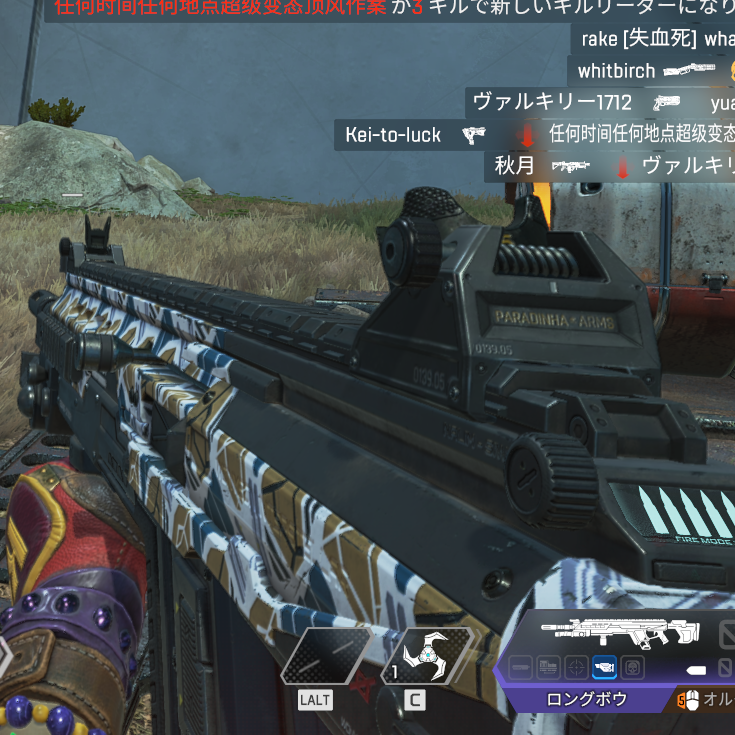 任何时间任何地点超级变态顶风作案 が3 キルで新しいキルリーダーになり
rake [失血死] wha
whitbirch
ヴァルキリー1712 yua
Kei-to-luck 任何时间任何地点超级变态
秋月 ヴァルキリ
PARADINHA ARMS
0139.05
0139.05
FIRE MODE
1
LALT
C
ロングボウ
5 オル